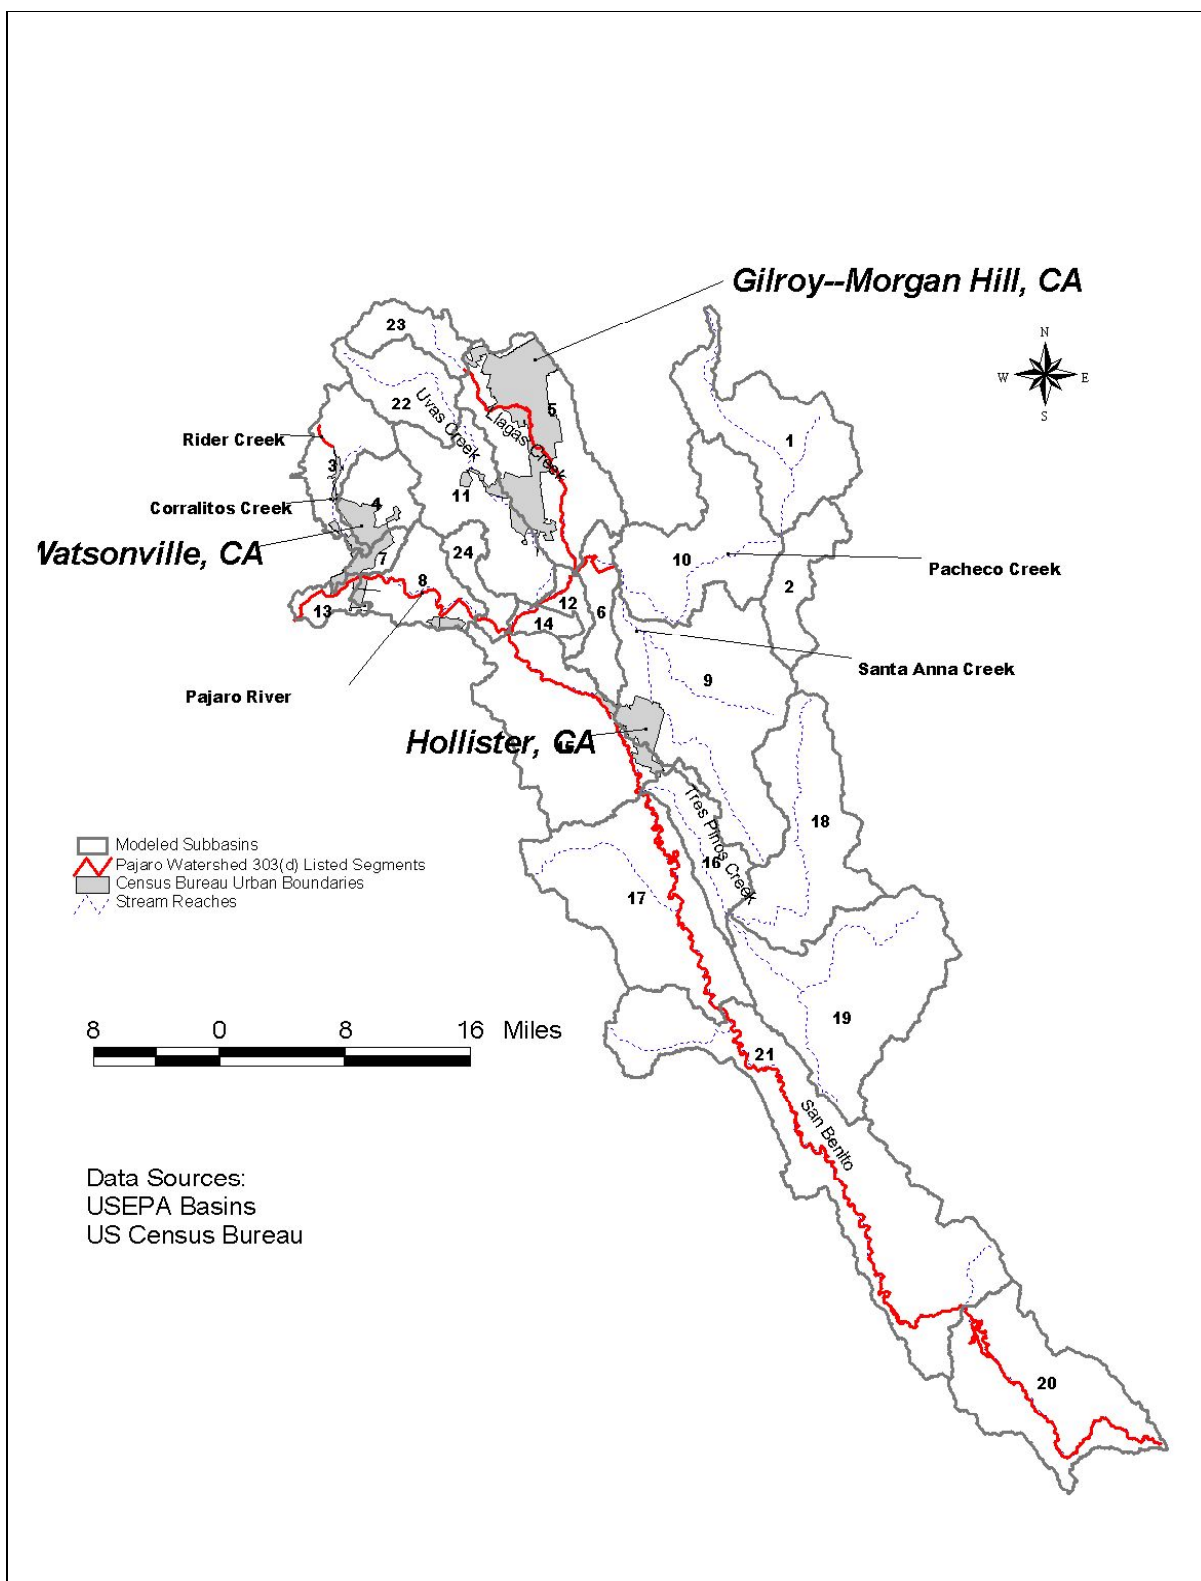 Gilroy--Morgan Hill, CA
N
W E
S
23
22
Uvas Creek
Llagas Creek
5
1
Rider Creek
3
Corralitos Creek
4
11
Watsonville, CA
7
24
10
Pacheco Creek
2
8
13
12
6
14
Santa Anna Creek
9
Pajaro River
Hollister, CA
15
Tres Pinos Creek
16
18
17
Modeled Subbasins
Pajaro Watershed 303(d) Listed Segments
Census Bureau Urban Boundaries
Stream Reaches
19
8 0 8 16 Miles
21
San Benito
20
Data Sources:
USEPA Basins
US Census Bureau